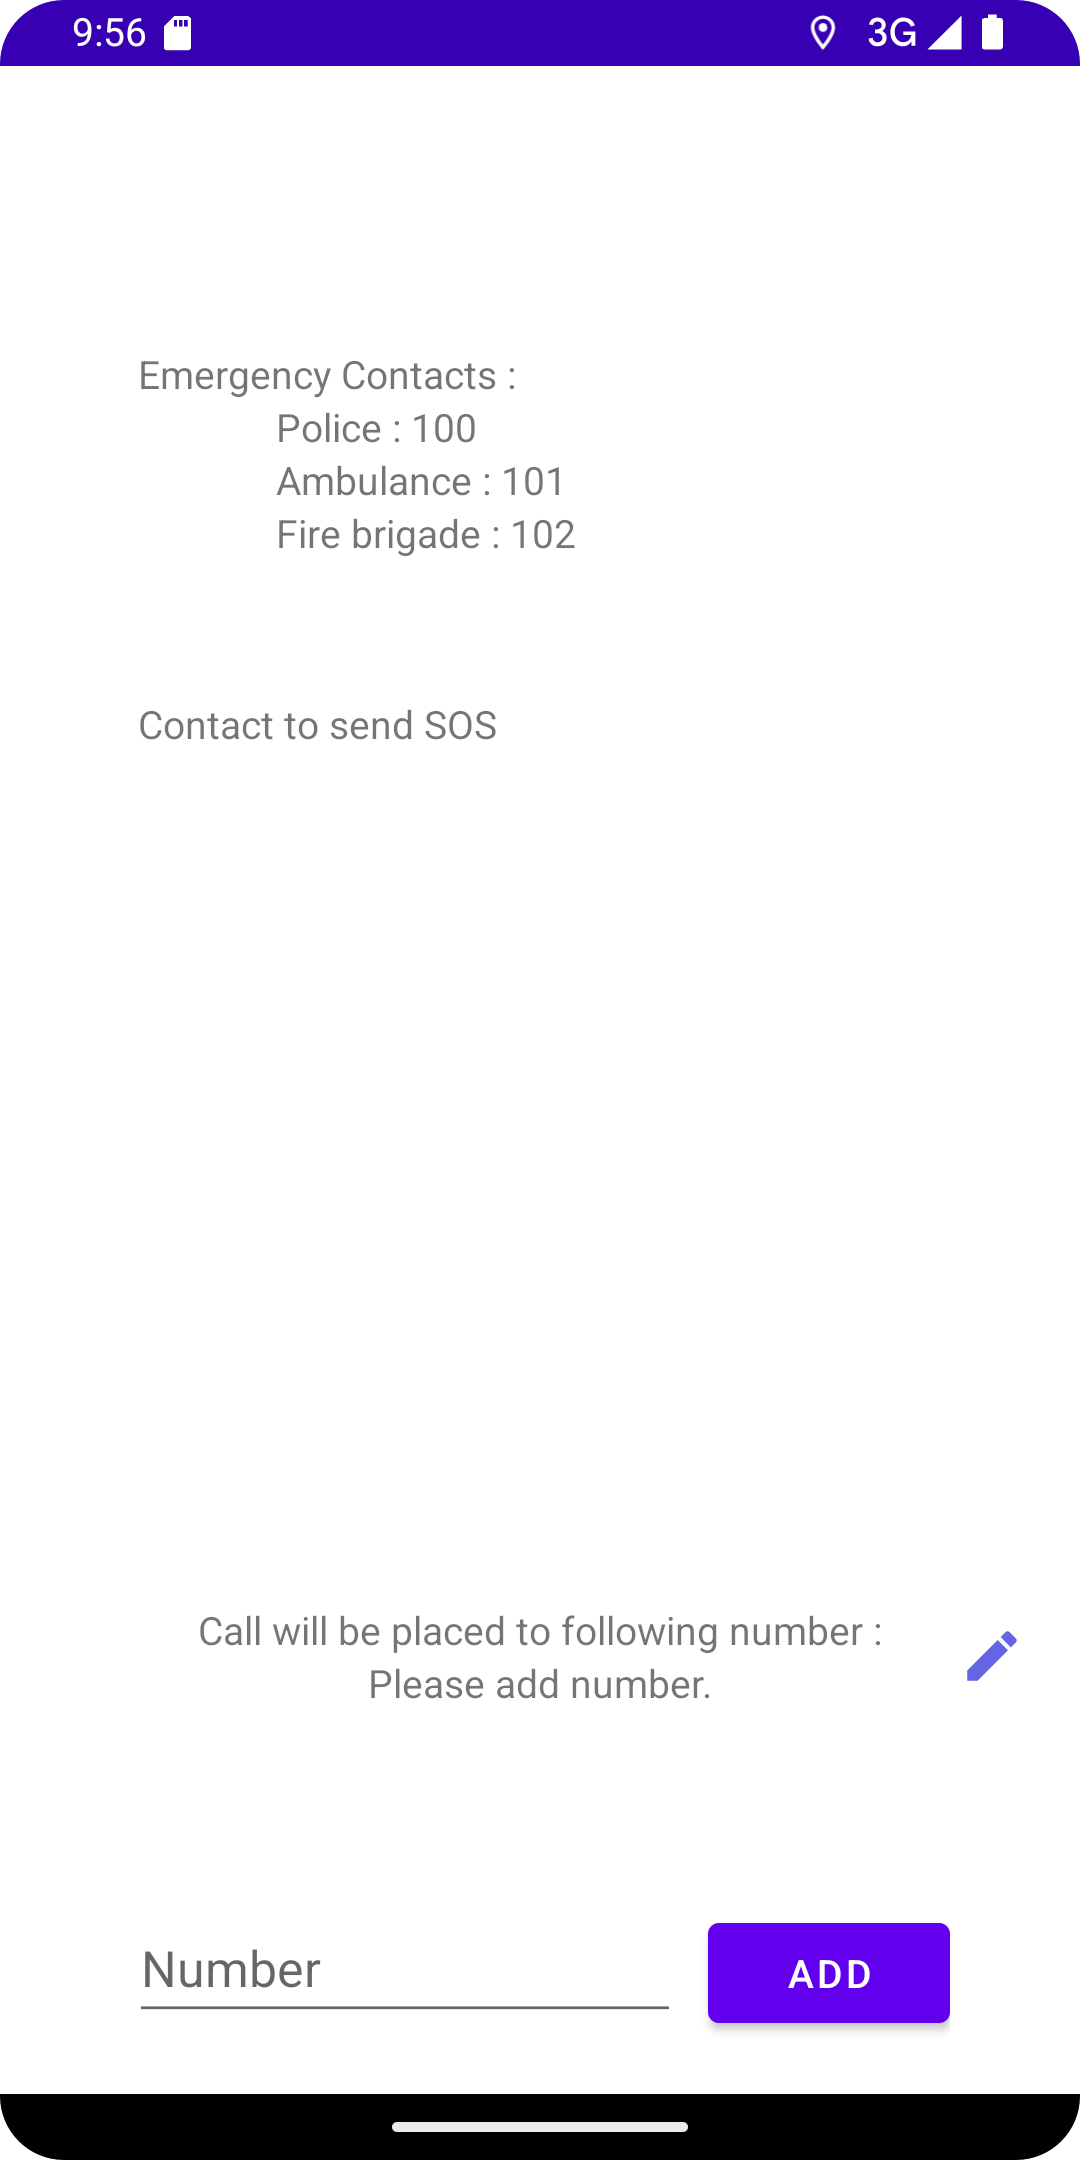 9:56
3G
Emergency Contacts :
Police : 100
Ambulance : 101
Fire brigade : 102
Contact to send SOS
Call will be placed to following number :
Please add number.
Number
ADD